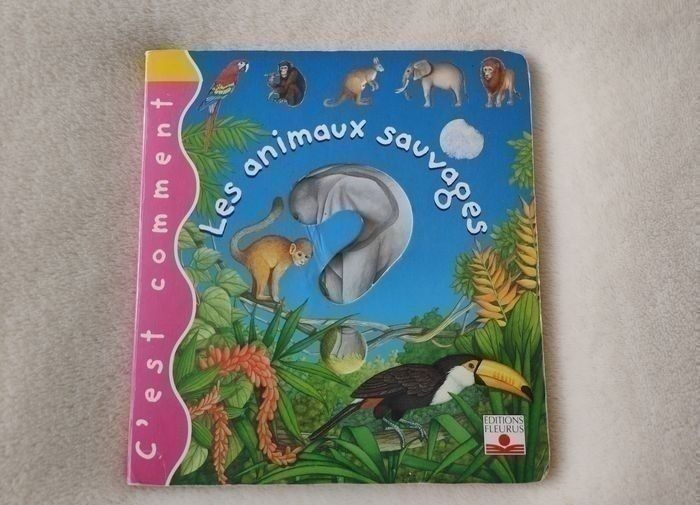 C'est comment
Les animaux sauvages
?
EDITIONS
FLEURUS